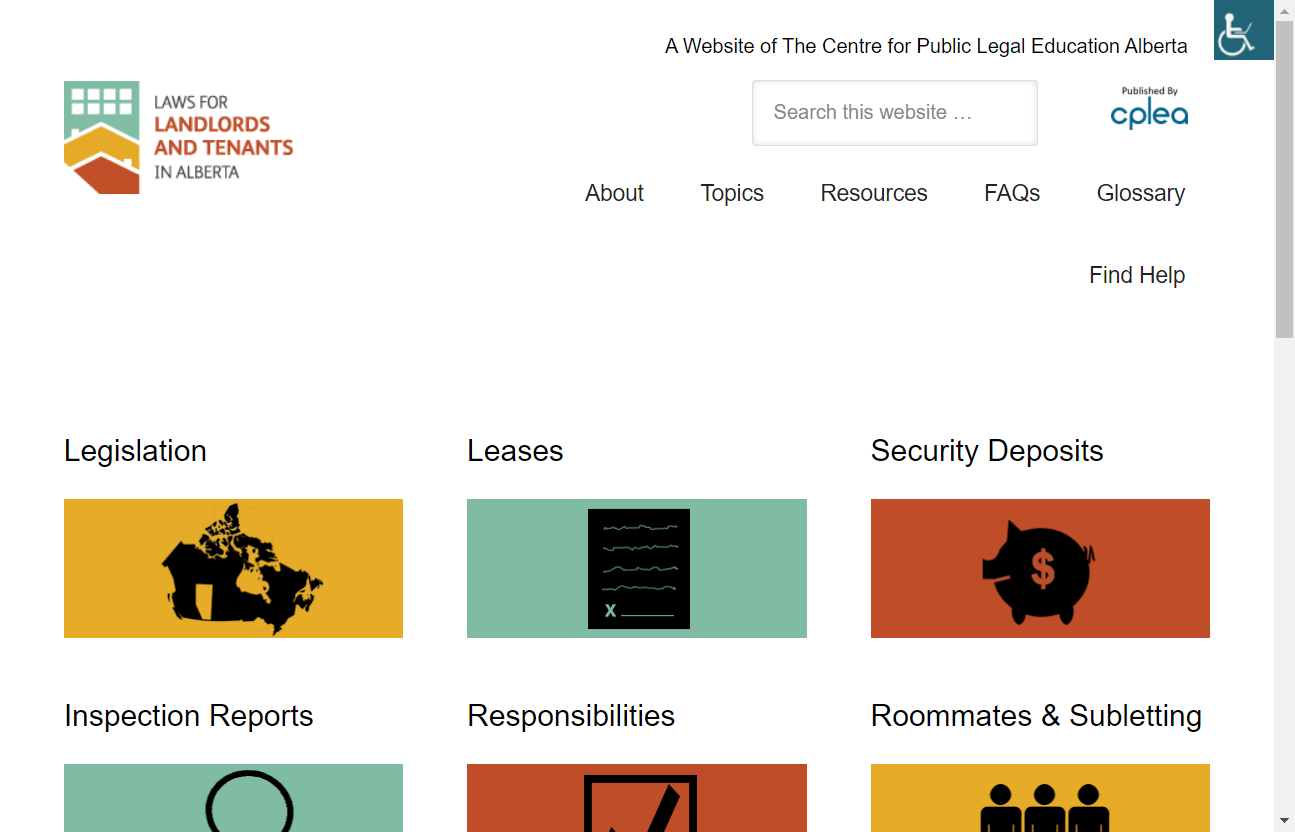 A Website of The Centre for Public Legal Education Alberta
LAWS FOR
LANDLORDS
AND TENANTS
IN ALBERTA
Search this website …
Published By
cplea
About Topics Resources FAQs Glossary
Find Help
Legislation Leases Security Deposits
X
$
Inspection Reports Responsibilities Roommates & Subletting